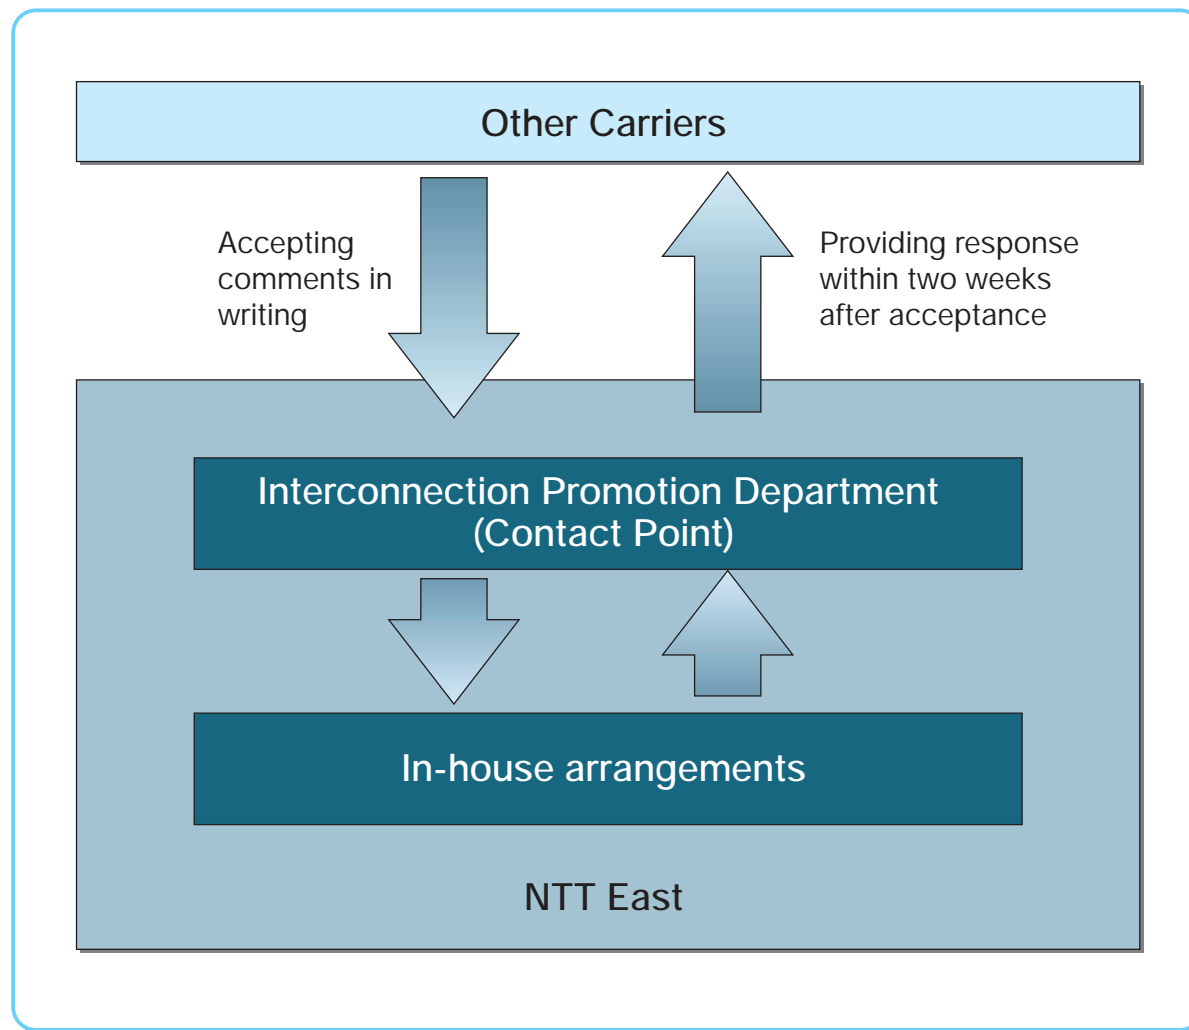 Other Carriers
Accepting
comments in
writing
Providing response
within two weeks
after acceptance
Interconnection Promotion Department
(Contact Point)
In-house arrangements
NTT East